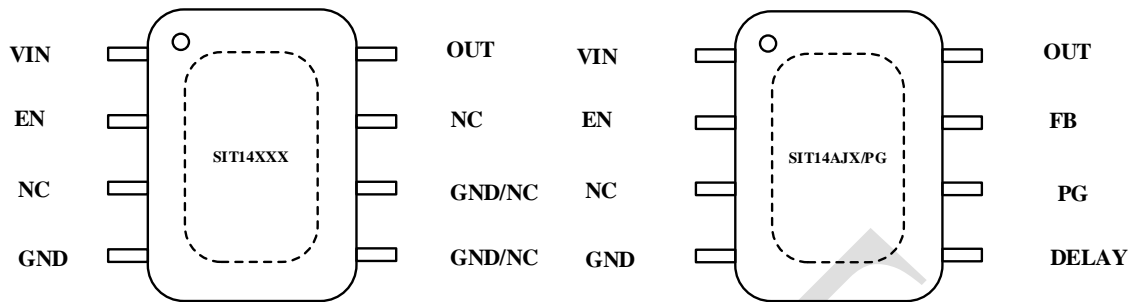 VIN OUT VIN OUT
EN NC EN FB
SIT14XXX SIT14AJX/PG
NC GND/NC NC PG
GND GND/NC GND DELAY